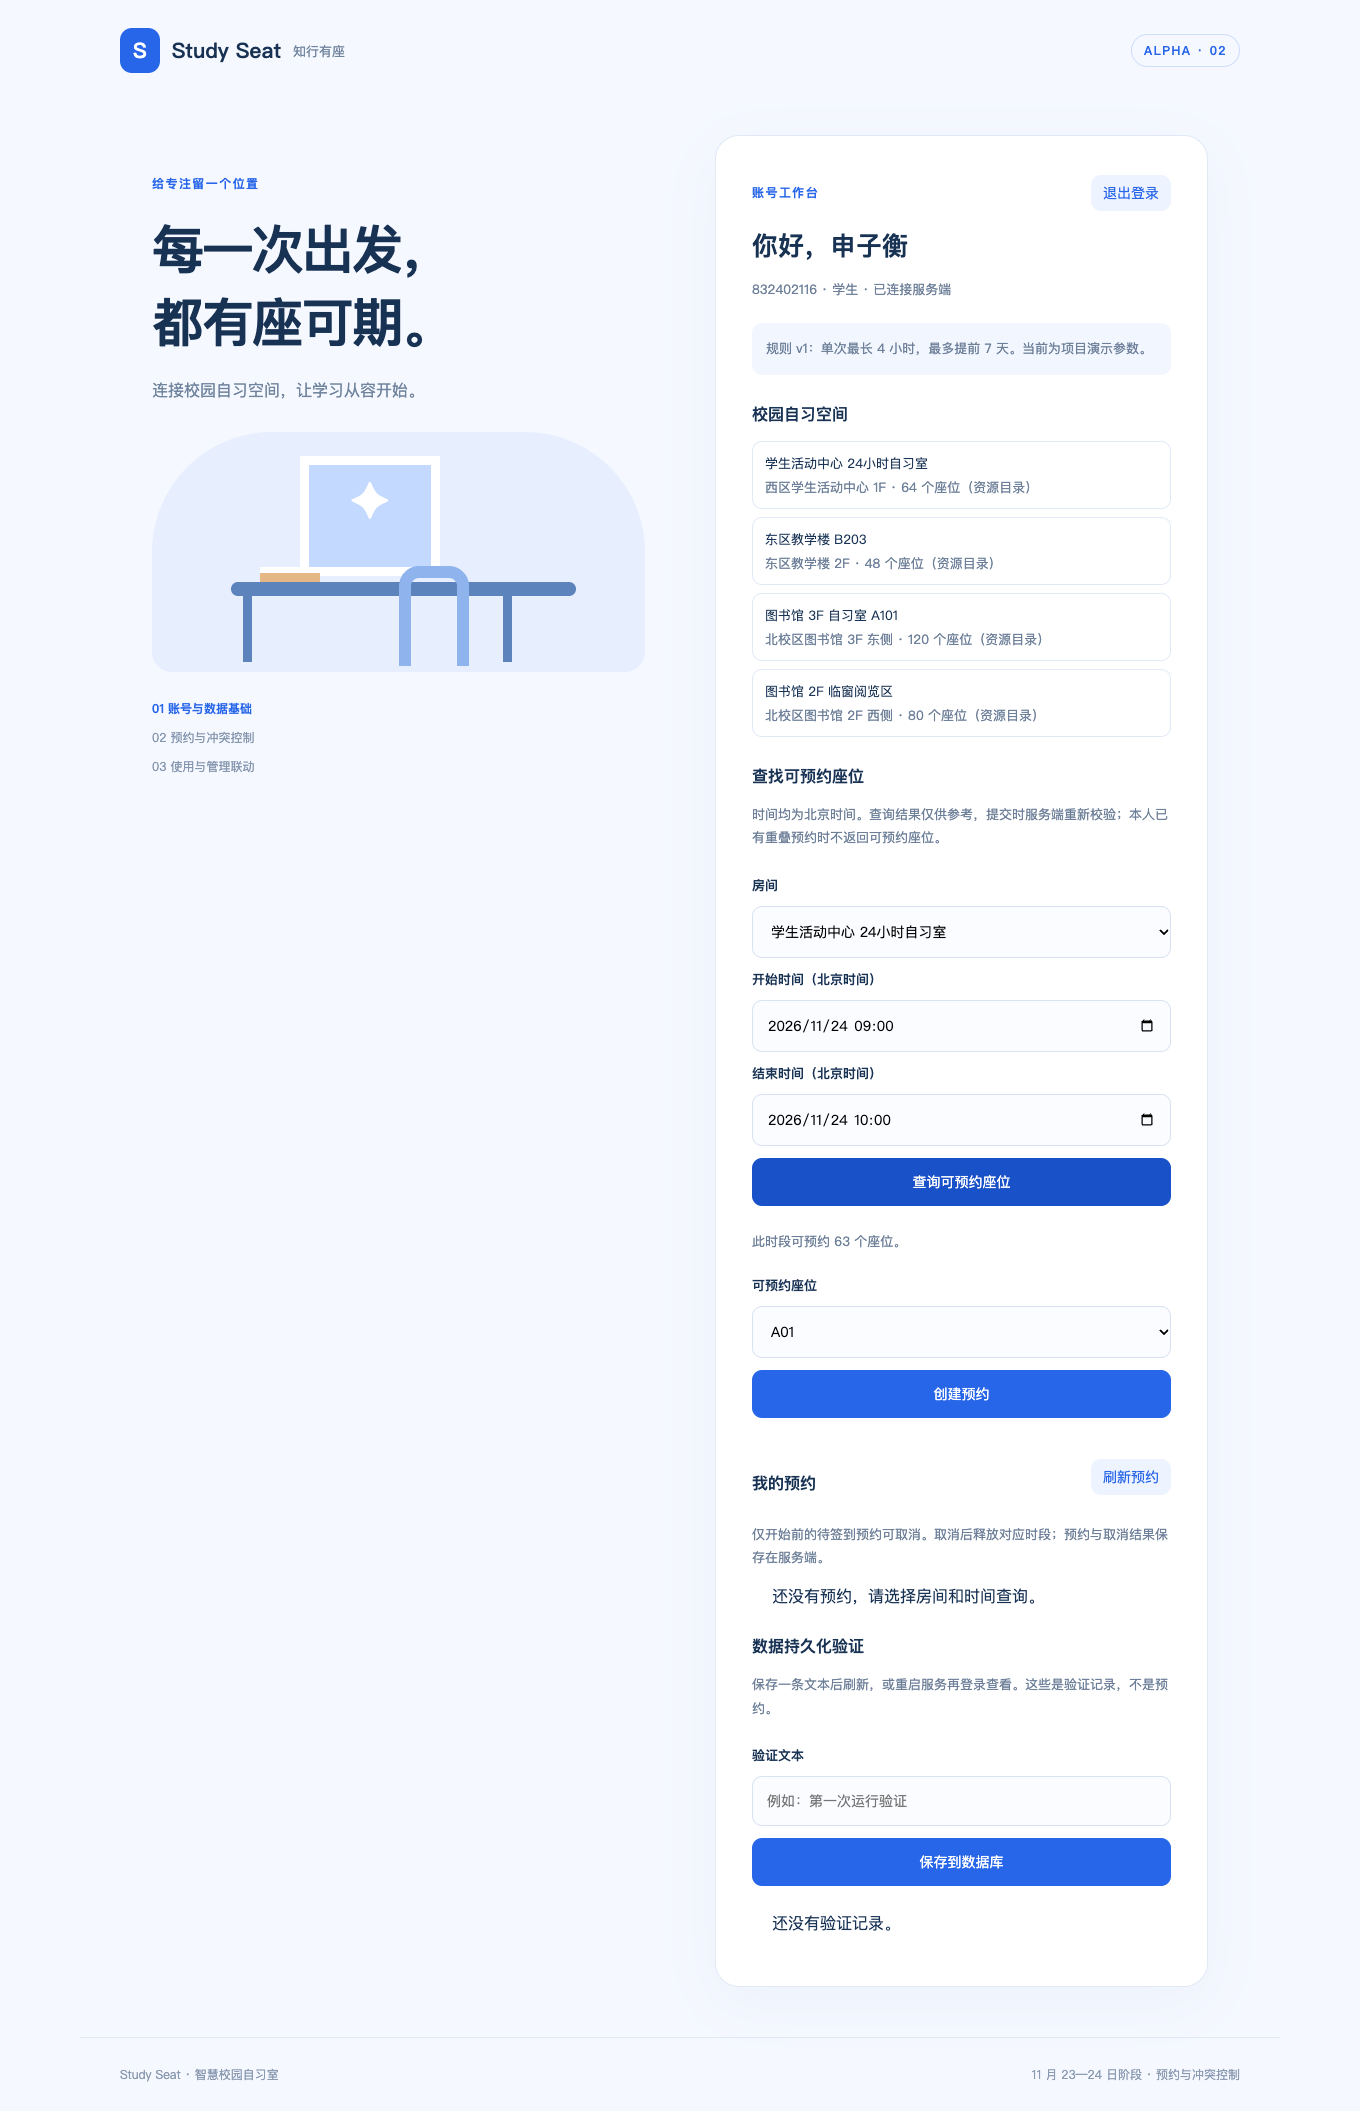 S Study Seat 知行有座
ALPHA · 02
给专注留一个位置
每一次出发，
都有座可期。
连接校园自习空间，让学习从容开始。
01 账号与数据基础
02 预约与冲突控制
03 使用与管理联动
账号工作台
退出登录
你好，申子衡
832402116 · 学生 · 已连接服务端
规则 v1：单次最长 4 小时，最多提前 7 天。当前为项目演示参数。
校园自习空间
学生活动中心 24小时自习室
西区学生活动中心 1F · 64 个座位（资源目录）
东区教学楼 B203
东区教学楼 2F · 48 个座位（资源目录）
图书馆 3F 自习室 A101
北校区图书馆 3F 东侧 · 120 个座位（资源目录）
图书馆 2F 临窗阅览区
北校区图书馆 2F 西侧 · 80 个座位（资源目录）
查找可预约座位
时间均为北京时间。查询结果仅供参考，提交时服务端重新校验；本人已
有重叠预约时不返回可预约座位。
房间
学生活动中心 24小时自习室
开始时间（北京时间）
2026/11/24 09:00
结束时间（北京时间）
2026/11/24 10:00
查询可预约座位
此时段可预约 63 个座位。
可预约座位
A01
创建预约
我的预约
刷新预约
仅开始前的待签到预约可取消。取消后释放对应时段；预约与取消结果保
存在服务端。
还没有预约，请选择房间和时间查询。
数据持久化验证
保存一条文本后刷新，或重启服务再登录查看。这些是验证记录，不是预
约。
验证文本
例如：第一次运行验证
保存到数据库
还没有验证记录。
Study Seat · 智慧校园自习室
11 月 23—24 日阶段 · 预约与冲突控制